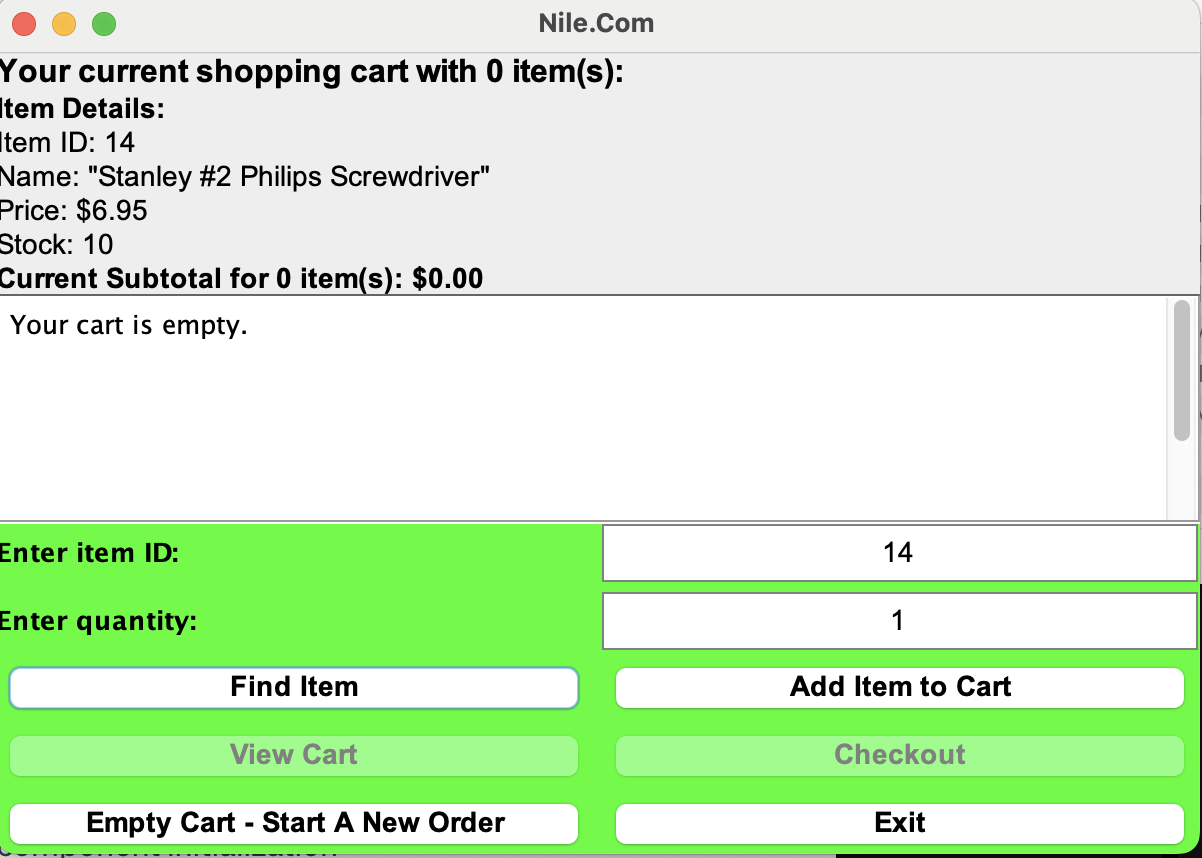 Nile.Com
Your current shopping cart with 0 item(s):
Item Details:
Item ID: 14
Name: "Stanley #2 Philips Screwdriver"
Price: $6.95
Stock: 10
Current Subtotal for 0 item(s): $0.00
Your cart is empty.
Enter item ID: 14
Enter quantity: 1
Find Item Add Item to Cart
View Cart Checkout
Empty Cart - Start A New Order Exit
component initialization